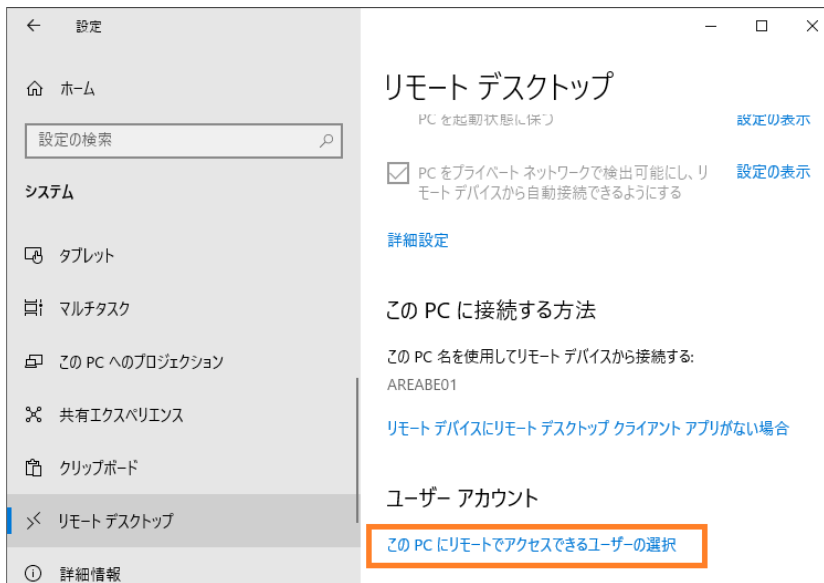 設定
ホーム
設定の検索
システム
タブレット
マルチタスク
この PC へのプロジェクション
共有エクスペリエンス
クリップボード
リモート デスクトップ
詳細情報
リモート デスクトップ
PC を起動状態に保つ
設定の表示
PC をプライベート ネットワークで検出可能にし、リ
モート デバイスから自動接続できるようにする
設定の表示
詳細設定
この PC に接続する方法
この PC 名を使用してリモート デバイスから接続する:
AREABE01
リモート デバイスにリモート デスクトップ クライアント アプリがない場合
ユーザー アカウント
この PC にリモートでアクセスできるユーザーの選択